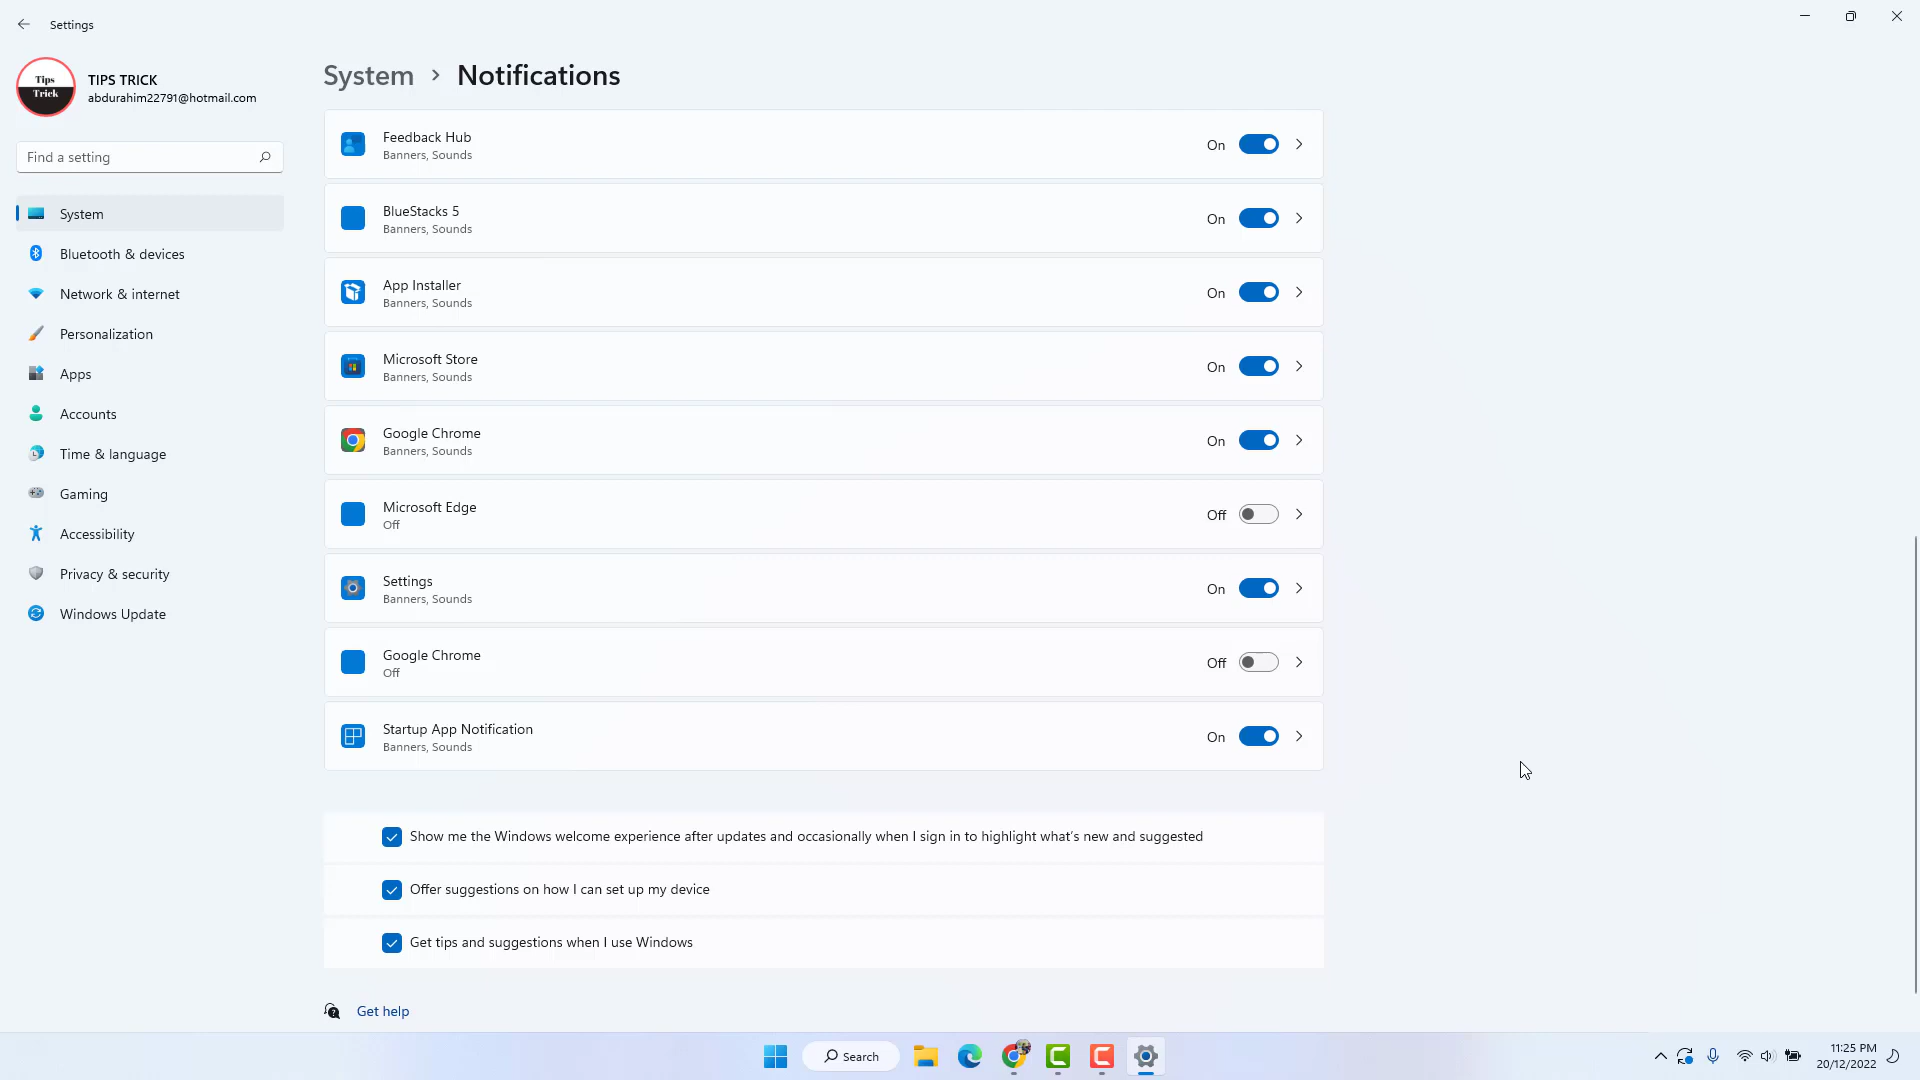 Settings
Tips
Trick
TIPS TRICK
abdurahim22791@hotmail.com
Find a setting
System
Bluetooth & devices
Network & internet
Personalization
Apps
Accounts
Time & language
Gaming
Accessibility
Privacy & security
Windows Update
System > Notifications
Feedback Hub
Banners, Sounds
On
BlueStacks 5
Banners, Sounds
On
App Installer
Banners, Sounds
On
Microsoft Store
Banners, Sounds
On
Google Chrome
Banners, Sounds
On
Microsoft Edge
Off
Off
Settings
Banners, Sounds
On
Google Chrome
Off
Off
Startup App Notification
Banners, Sounds
On
Show me the Windows welcome experience after updates and occasionally when I sign in to highlight what's new and suggested
Offer suggestions on how I can set up my device
Get tips and suggestions when I use Windows
Get help
Search
11:25 PM
20/12/2022